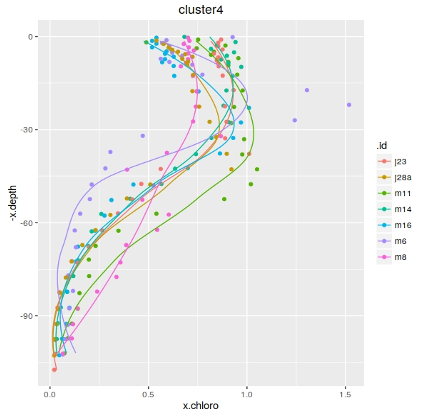 cluster4
0
-30
-60
-90
-x.depth
0.0 0.5 1.0 1.5
x.chloro
.id
j23
j28a
m11
m14
m16
m6
m8